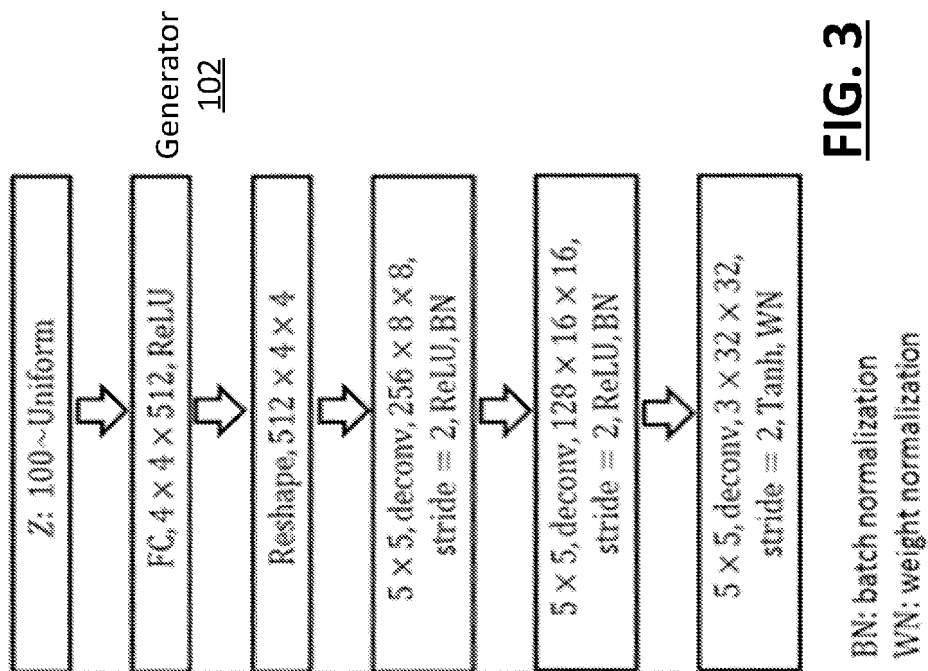 Generator
102
Z: 100~Uniform
FC, 4 × 4 × 512, ReLU
Reshape, 512 × 4 × 4
5 × 5, deconv, 256 × 8 × 8,
stride = 2, ReLU, BN
5 × 5, deconv, 128 × 16 × 16,
stride = 2, ReLU, BN
5 × 5, deconv, 3 × 32 × 32,
stride = 2, Tanh, WN
BN: batch normalization
WN: weight normallization
FIG. 3